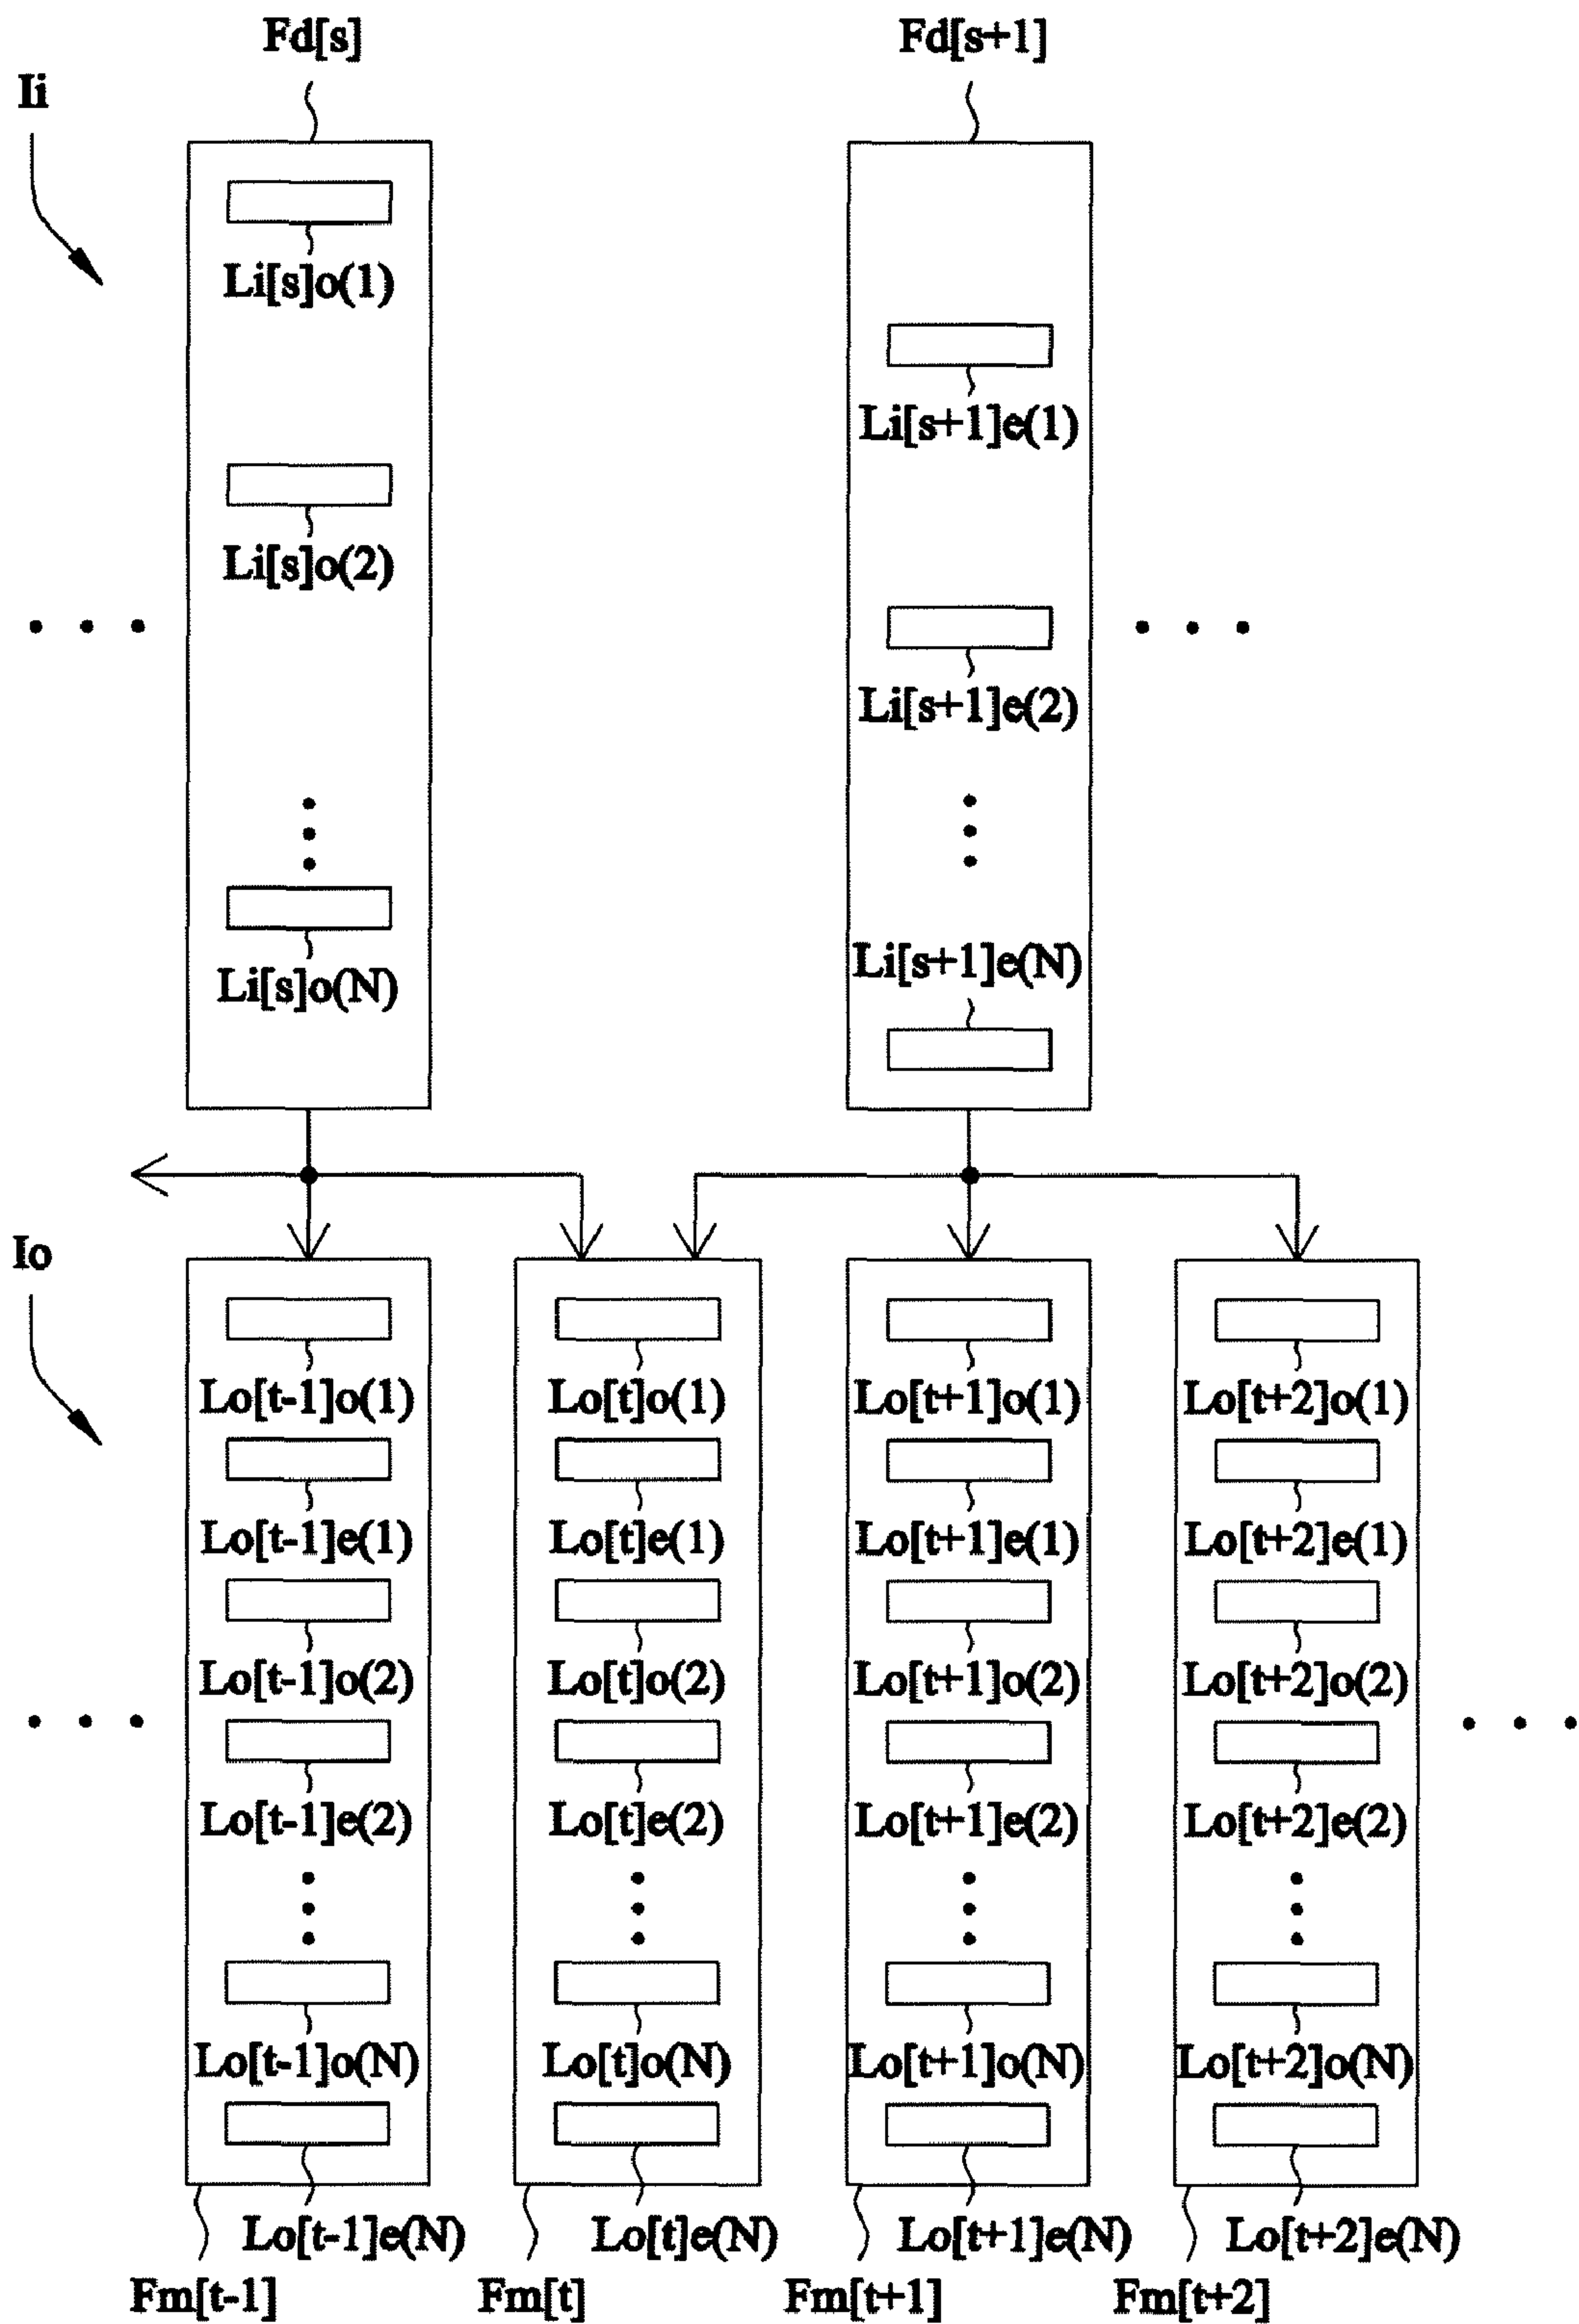 Fd[s]
Fd[s+1]
Ii
Li[s]o(1)
Li[s+1]e(1)
Li[s]o(2)
Li[s+1]e(2)
Li[s]o(N)
Li[s+1]e(N)
Io
Lo[t-1]o(1)
Lo[t]o(1)
Lo[t+1]o(1)
Lo[t+2]o(1)
Lo[t-1]e(1)
Lo[t]e(1)
Lo[t+1]e(1)
Lo[t+2]e(1)
Lo[t-1]o(2)
Lo[t]o(2)
Lo[t+1]o(2)
Lo[t+2]o(2)
Lo[t-1]e(2)
Lo[t]e(2)
Lo[t+1]e(2)
Lo[t+2]e(2)
Lo[t-1]o(N)
Lo[t]o(N)
Lo[t+1]o(N)
Lo[t+2]o(N)
Lo[t-1]e(N)
Lo[t]e(N)
Lo[t+1]e(N)
Lo[t+2]e(N)
Fm[t-1]
Fm[t]
Fm[t+1]
Fm[t+2]